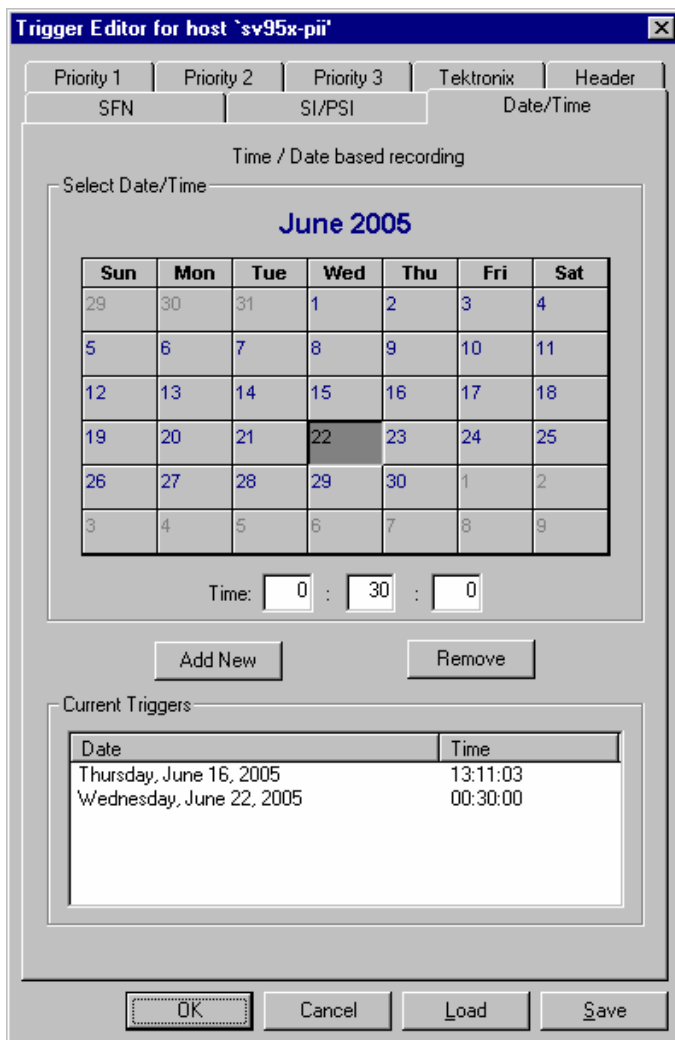 Trigger Editor for host `sv95x-pii'
Priority 1 Priority 2 Priority 3 Tektronix Header
SFN SI/PSI Date/Time
Time / Date based recording
Select Date/Time
June 2005
Sun Mon Tue Wed Thu Fri Sat
29 30 31 1 2 3 4
5 6 7 8 9 10 11
12 13 14 15 16 17 18
19 20 21 22 23 24 25
26 27 28 29 30 1 2
3 4 5 6 7 8 9
Time: 0 : 30 : 0
Add New Remove
Current Triggers
Date Time
Thursday, June 16, 2005 13:11:03
Wednesday, June 22, 2005 00:30:00
OK Cancel Load Save